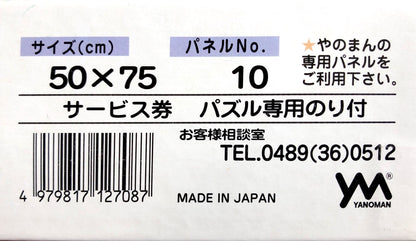 サイズ(cm) パネルNo. ★やのまんの
専用パネルを
50×75 10 ご利用下さい。
サービス券 パズル専用のり付
お客様相談室
TEL.0489(36)0512
4 979817 127087
MADE IN JAPAN
YM®
YANOMAN